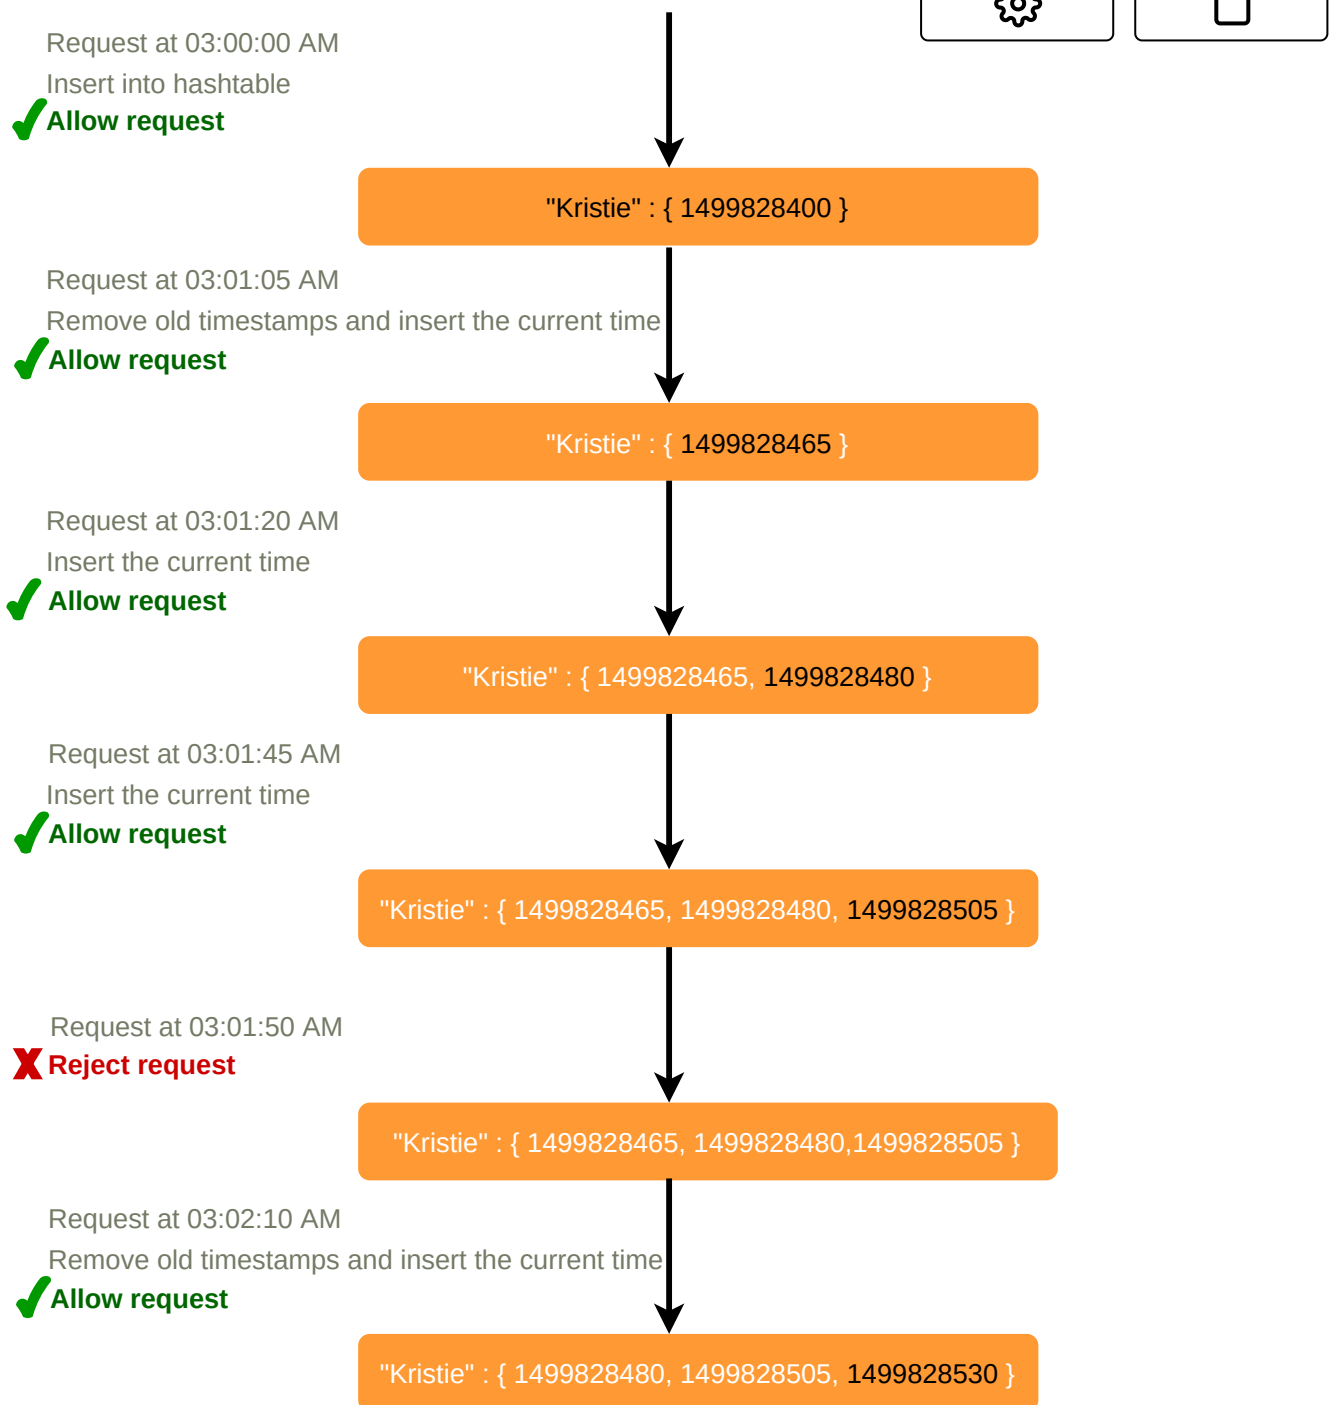 Request at 03:00:00 AM
Insert into hashtable
Allow request
"Kristie" : { 1499828400 }
Request at 03:01:05 AM
Remove old timestamps and insert the current time
Allow request
"Kristie" : { 1499828465 }
Request at 03:01:20 AM
Insert the current time
Allow request
"Kristie" : { 1499828465, 1499828480 }
Request at 03:01:45 AM
Insert the current time
Allow request
"Kristie" : { 1499828465, 1499828480, 1499828505 }
Request at 03:01:50 AM
Reject request
"Kristie" : { 1499828465, 1499828480,1499828505 }
Request at 03:02:10 AM
Remove old timestamps and insert the current time
Allow request
"Kristie" : { 1499828480, 1499828505, 1499828530 }